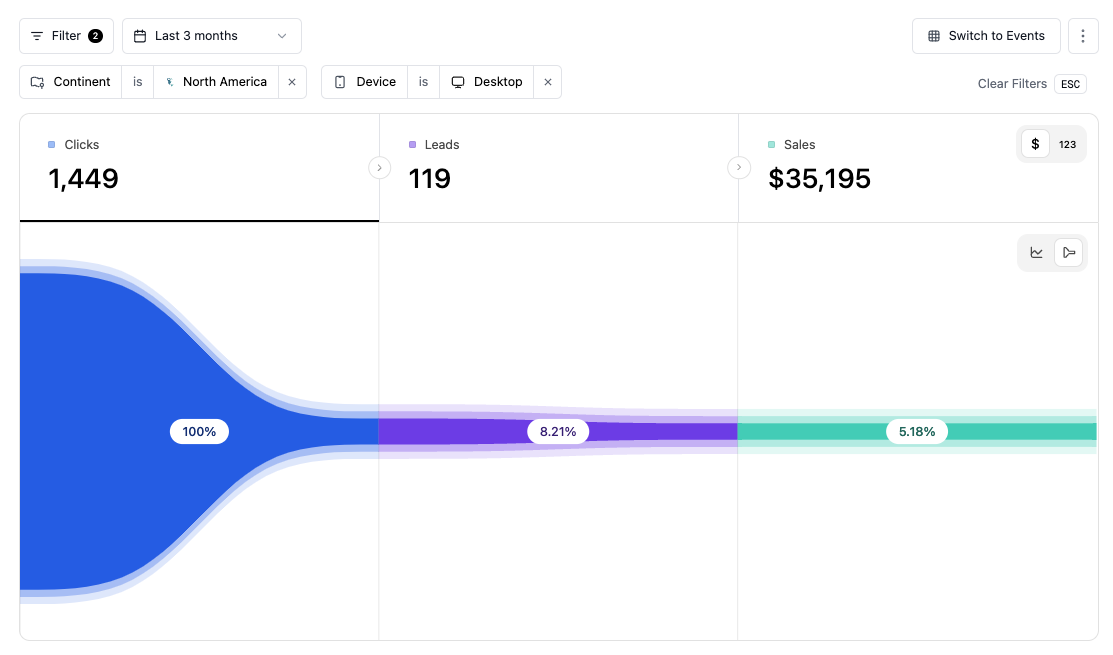 Filter 2 Last 3 months Switch to Events
Continent is North America Device is Desktop Clear Filters ESC
Clicks
1,449
Leads
119
Sales
$35,195
$ 123
100% 8.21% 5.18%